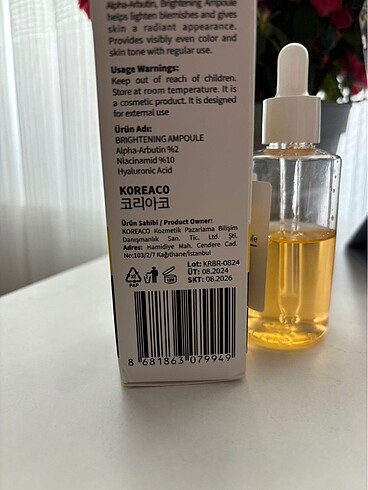 Alpha-Arbutin, Brightening Ampoule
helps lighten blemishes and gives
skin a radiant appearance.
Provides visibly even color and
skin tone with regular use.
Usage Warnings:
Keep out of reach of children.
Store at room temperature. It is
a cosmetic product. It is designed
for external use
Ürün Adı:
BRIGHTENING AMPOULE
Alpha-Arbutin %2
Niacinamid %10
Hyaluronic Acid
KOREACO
코리아코
Ürün Sahibi / Product Owner:
KOREACO Kozmetik Pazarlama Bilişim
Danışmanlık San. Tic. Ltd. Şti.
Adres: Hamidiye Mah. Cendere Cad.
No:103/2/7 Kağıthane/İstanbul
Lot: KRBR-0824
ÜT: 08.2024
SKT: 08.2026
PAP
8 681863 079949